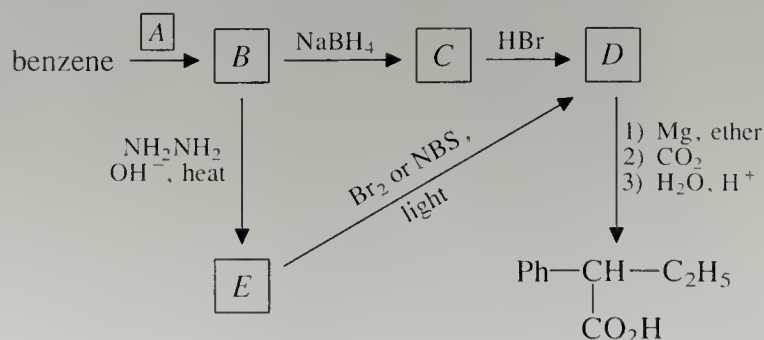 benzene A B NaBH₄ C HBr D
NH₂NH₂
OH⁻, heat
Br₂ or NBS,
light
1) Mg, ether
2) CO₂
3) H₂O, H⁺
E
Ph—CH—C₂H₅
CO₂H